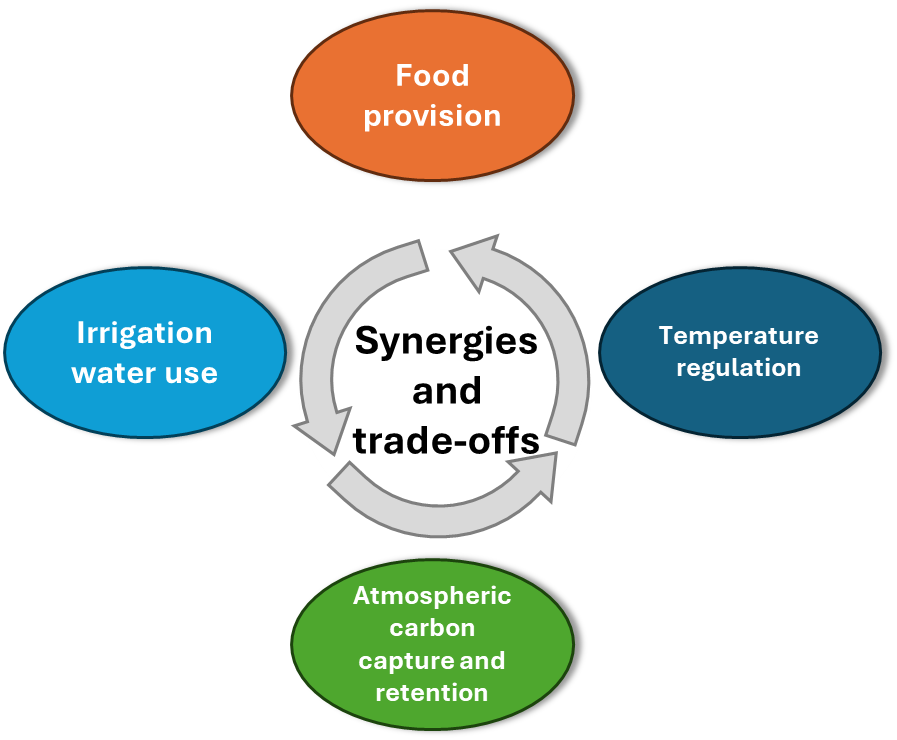 Food
provision
Irrigation
water use
Synergies
and
trade-offs
Temperature
regulation
Atmospheric
carbon
capture and
retention